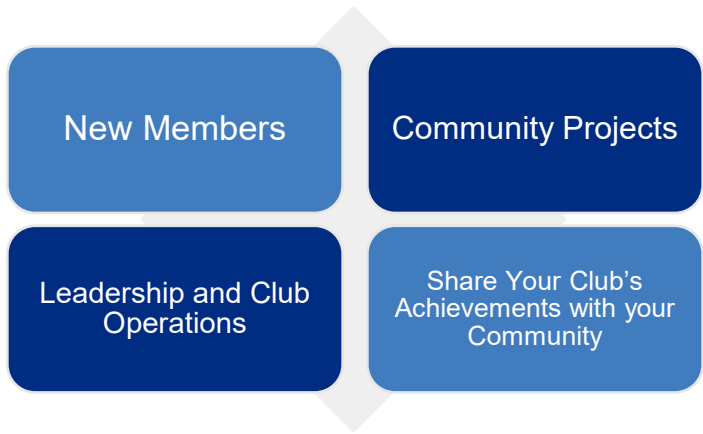 New Members
Community Projects
Leadership and Club
Operations
Share Your Club’s
Achievements with your
Community